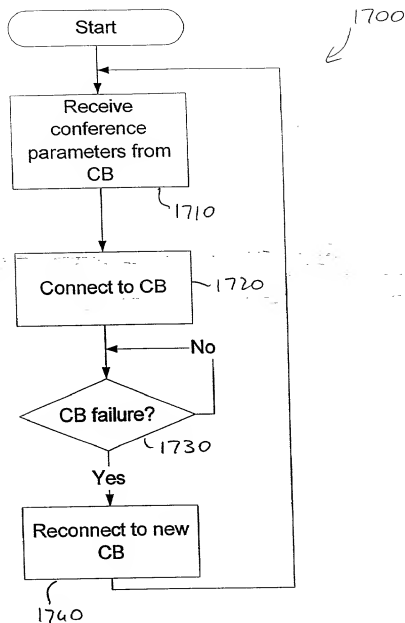 Start
1700
Receive
conference
parameters from
CB
1710
Connect to CB
1720
No
CB failure?
1730
Yes
Reconnect to new
CB
1740